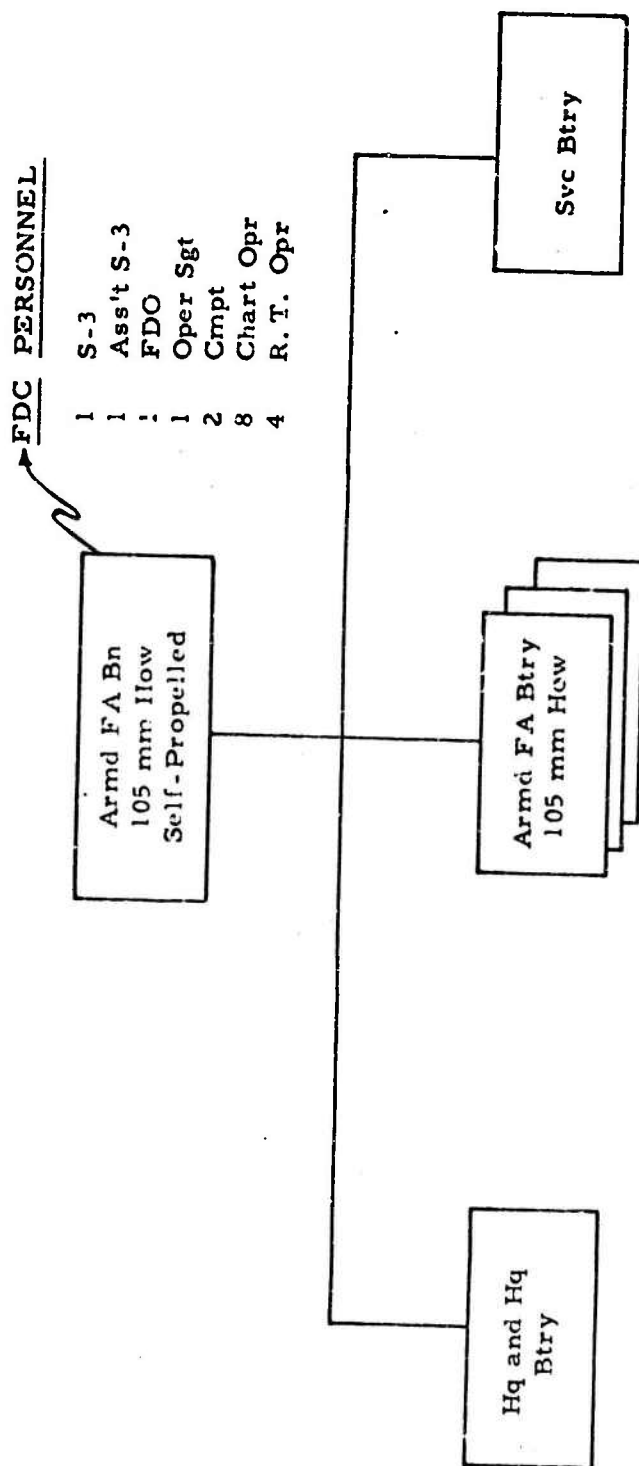 FDC PERSONNEL
1 S-3
1 Ass't S-3
! FDO
1 Oper Sgt
2 Cmpt
8 Chart Opr
4 R. T. Opr
Armd FA Bn
105 mm How
Self-Propelled
Hq and Hq
Btry
Armd FA Btry
105 mm How
Svc Btry